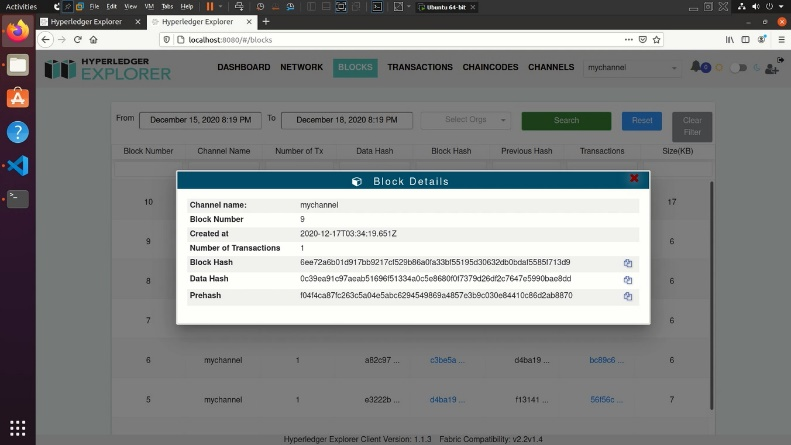 Activities Edit View VM Tabs Help Ubuntu 64-bit
Hyperledger Explorer Hyperledger Explorer
localhost:8080/#/blocks
HYPERLEDGER
EXPLORER
DASHBOARD NETWORK BLOCKS TRANSACTIONS CHAINCODES CHANNELS mychannel
From December 15, 2020 8:19 PM To December 18, 2020 8:19 PM Select Orgs Search Reset Clear
Filter
Block Number Channel Name Number of Tx Data Hash Block Hash Previous Hash Transactions Size(KB)
Block Details
Channel name: mychannel
Block Number 9
Created at 2020-12-17T03:34:19.651Z
Number of Transactions 1
Block Hash 6ee72a6b01d917bb9217cf529b86a0fa33bf55195d30632db0bdaf5585f713d9
Data Hash 0c39ea91c97aeab51696f51334a0c5e8680f0f7379d26df2c7647e5990bae8dd
Prehash f04f4ca87fc263c5a04e5abc6294549869a4857e3b9c030e84410c86d2ab8870
10 17
9 6
8 6
7 6
6 mychannel 1 a82c97 ... c3be5a ... d4ba19 ... bc89c6 ... 6
5 mychannel 1 e3222b ... d4ba19 ... f13141 ... 56f56c ... 7
Hyperledger Explorer Client Version: 1.1.3 Fabric Compatibility: v2.2v1.4